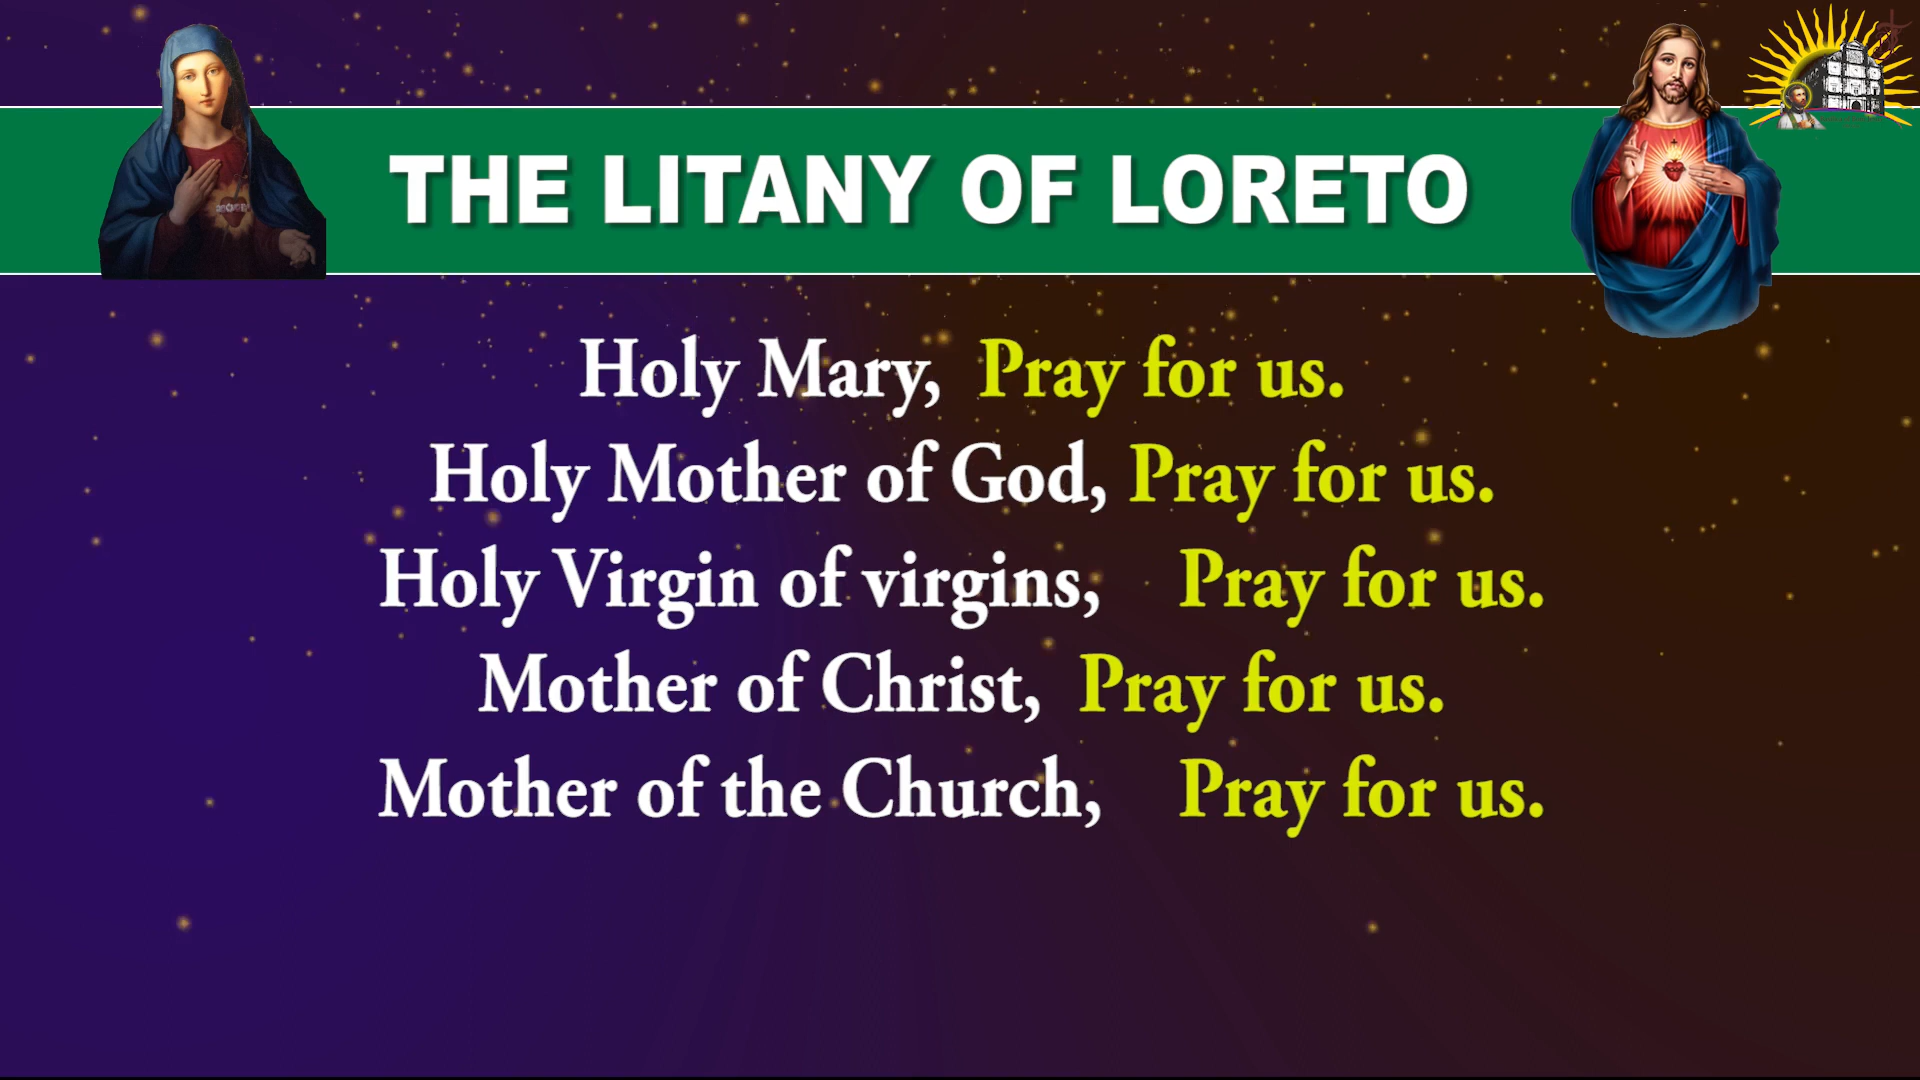 THE LITANY OF LORETO
Holy Mary, Pray for us.
Holy Mother of God, Pray for us.
Holy Virgin of virgins, Pray for us.
Mother of Christ, Pray for us.
Mother of the Church, Pray for us.